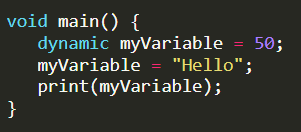 void main() {
   dynamic myVariable = 50;
   myVariable = "Hello";
   print(myVariable);
}